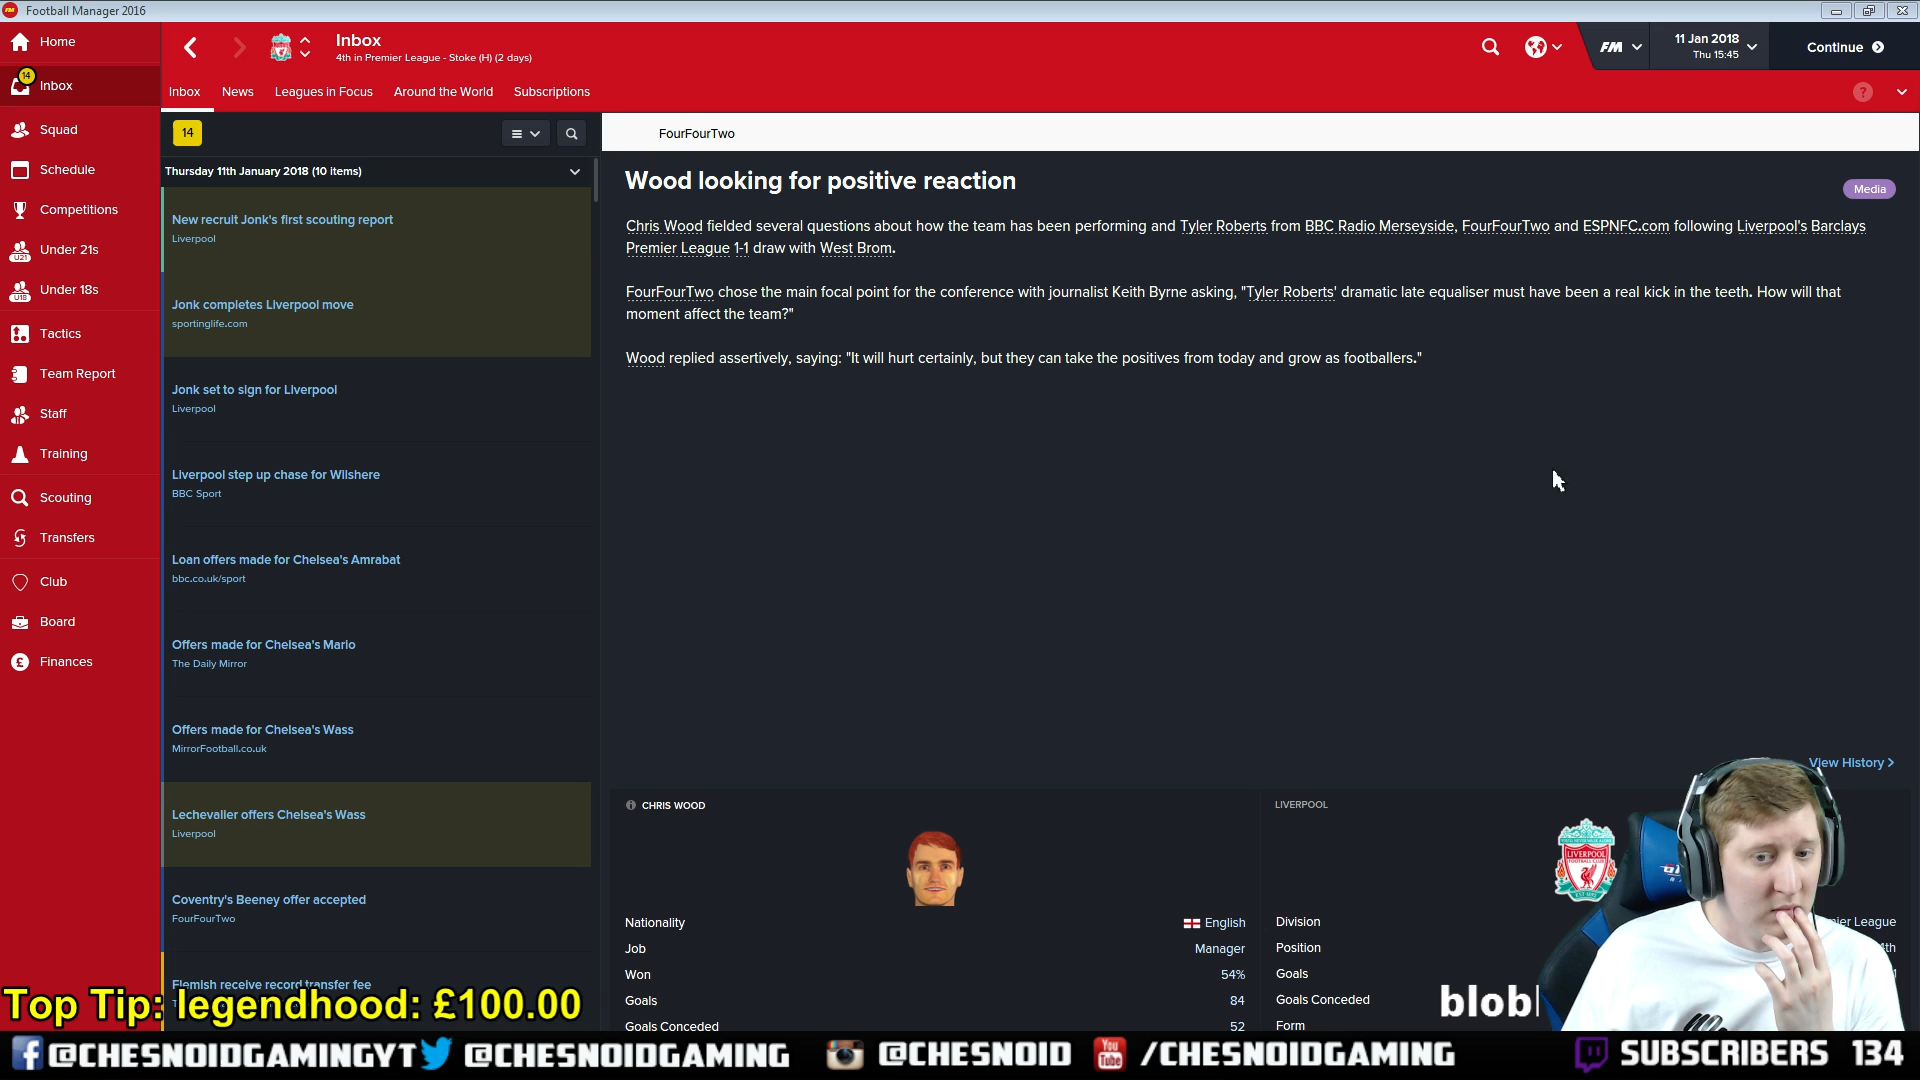 Football Manager 2016
Home
14
Inbox
Squad
Schedule
Competitions
U21
Under 21s
U18
Under 18s
Tactics
Team Report
Staff
Training
Scouting
Transfers
Club
Board
Finances
Inbox
4th in Premier League - Stoke (H) (2 days)
FM
11 Jan 2018
Thu 15:45
Continue
Inbox
News
Leagues in Focus
Around the World
Subscriptions
?
14
Thursday 11th January 2018 (10 items)
New recruit Jonk's first scouting report
Liverpool
Jonk completes Liverpool move
sportinglife.com
Jonk set to sign for Liverpool
Liverpool
Liverpool step up chase for Wilshere
BBC Sport
Loan offers made for Chelsea's Amrabat
bbc.co.uk/sport
Offers made for Chelsea's Mario
The Daily Mirror
Offers made for Chelsea's Wass
MirrorFootball.co.uk
Lechevalier offers Chelsea's Wass
Liverpool
Coventry's Beeney offer accepted
FourFourTwo
Flemish receive record transfer fee
FourFourTwo
Wood looking for positive reaction
Media
Chris Wood fielded several questions about how the team has been performing and Tyler Roberts from BBC Radio Merseyside, FourFourTwo and ESPNFC.com following Liverpool's Barclays
Premier League 1-1 draw with West Brom.
FourFourTwo chose the main focal point for the conference with journalist Keith Byrne asking, "Tyler Roberts' dramatic late equaliser must have been a real kick in the teeth. How will that
moment affect the team?"
Wood replied assertively, saying: "It will hurt certainly, but they can take the positives from today and grow as footballers."
View History >
CHRIS WOOD
Nationality
English
Job
Manager
Won
54%
Goals
84
Goals Conceded
52
LIVERPOOL
LIVERPOOL
Division
Position
Goals
Goals Conceded
Form
League
Top Tip: legendhood: £100.00
@CHESNOIDGAMINGYT
@CHESNOIDGAMING
@CHESNOID
You
Tube
/CHESNOIDGAMING
SUBSCRIBERS 134